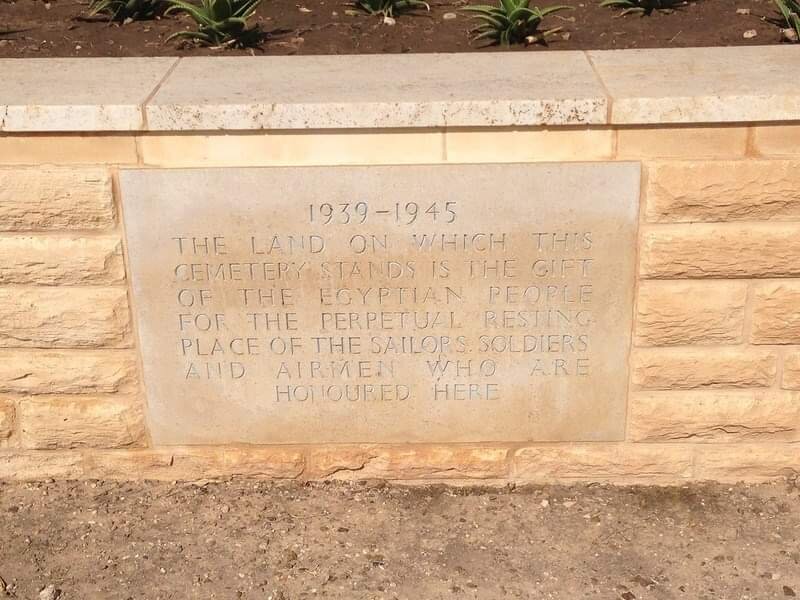 1939-1945
THE LAND ON WHICH THIS
CEMETERY STANDS IS THE GIFT
OF THE EGYPTIAN PEOPLE
FOR THE PERPETUAL RESTING
PLACE OF THE SAILORS SOLDIERS
AND AIRMEN WHO ARE
HONOURED HERE